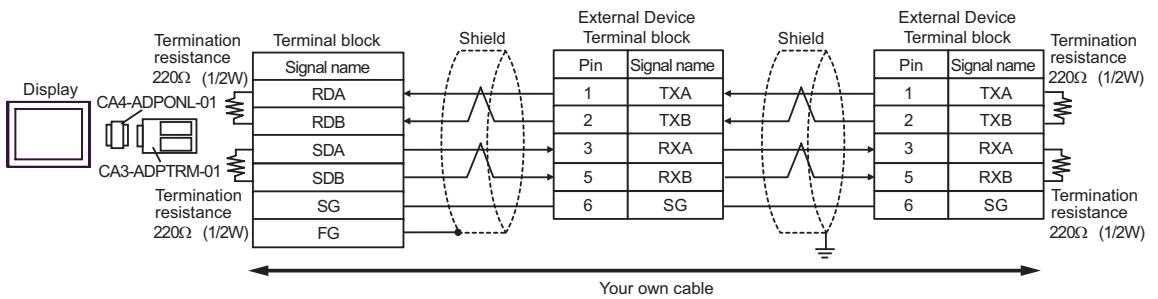 External Device
External Device
Termination
resistance
220Ω (1/2W)
Terminal block
Shield
Terminal block
Shield
Terminal block
Termination
resistance
220Ω (1/2W)
Signal name
Pin Signal name
Pin Signal name
Display
CA4-ADPONL-01
RDA
1 TXA
1 TXA
RDB
2 TXB
2 TXB
SDA
3 RXA
3 RXA
CA3-ADPTRM-01
SDB
5 RXB
5 RXB
Termination
resistance
220Ω (1/2W)
SG
6 SG
6 SG
Termination
resistance
220Ω (1/2W)
FG
Your own cable